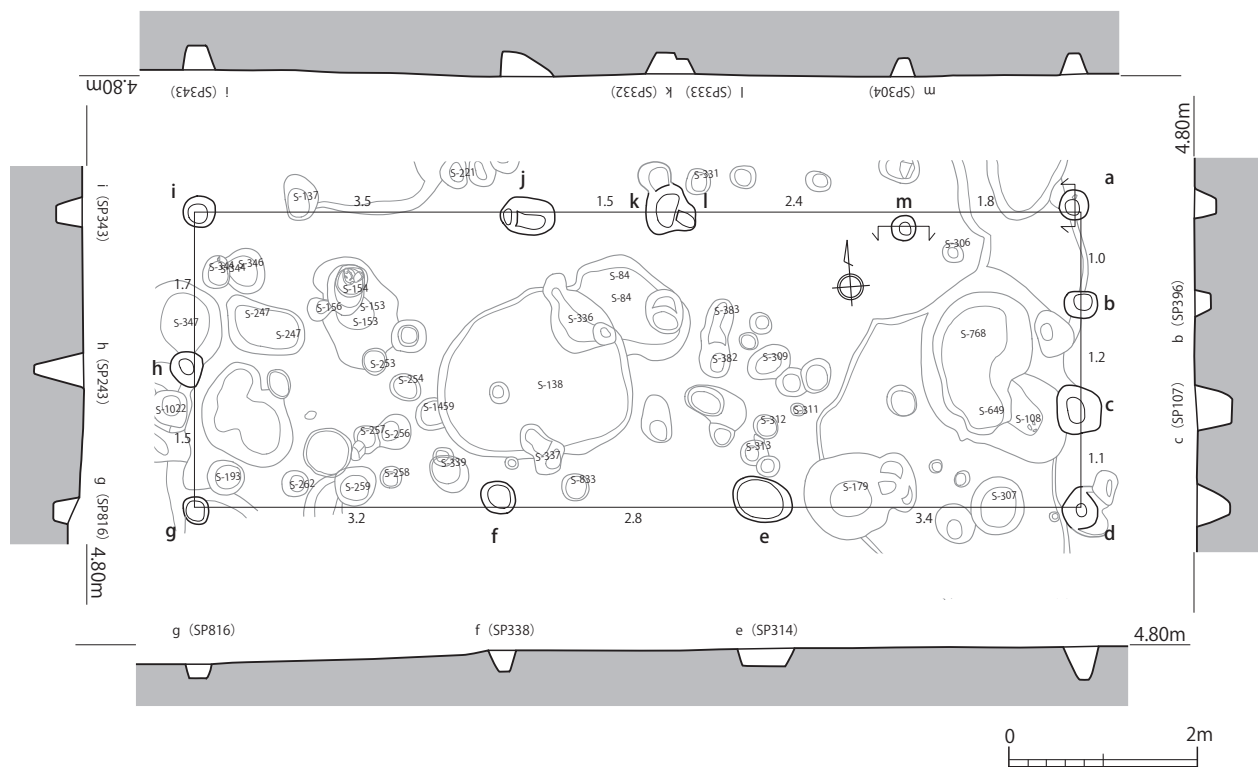 4.80m
i（SP343）
k（SP332）
l（SP333）
m（SP304）
4.80m
a
i
j
k
l
m
S-221
S-331
S-137
3.5
1.5
2.4
1.8
i（SP343）
S-306
1.0
S-344
S-344
S-346
S-84
1.7
S-154
S-84
b
b（SP396）
S-156
S-153
S-247
S-383
S-347
S-153
S-336
S-247
S-768
1.2
h
h（SP243）
S-253
S-382
S-309
S-254
S-138
c
S-1022
S-1459
S-311
S-649
S-108
c（SP107）
S-312
1.5
S-257
S-256
S-313
1.1
S-337
S-339
S-193
S-258
S-262
S-259
S-833
S-179
S-307
g（SP816）
g
3.2
2.8
3.4
f
e
d
4.80m
g（SP816）
f（SP338）
e（SP314）
4.80m
0
2m